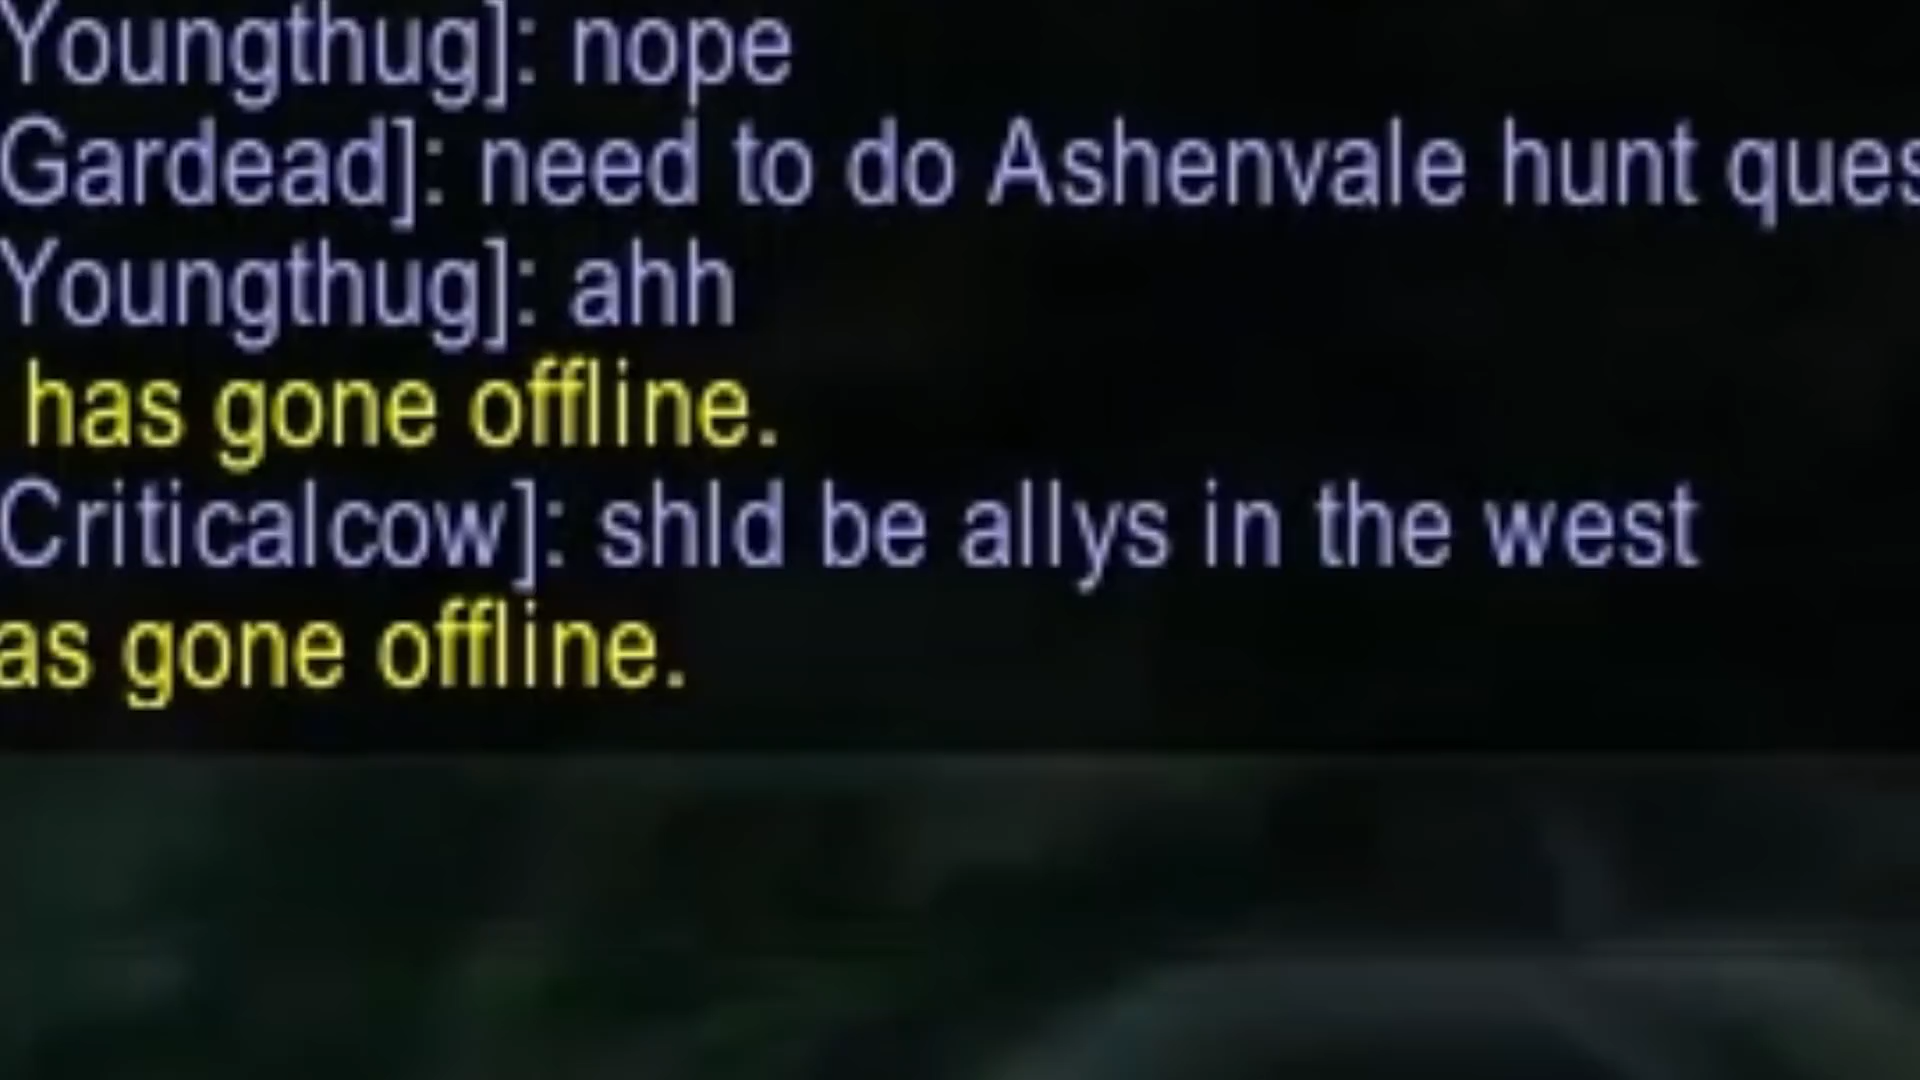 Youngthug]: nope
Gardead]: need to do Ashenvale hunt ques
Youngthug]: ahh
has gone offline.
Criticalcow]: shld be allys in the west
as gone offline.